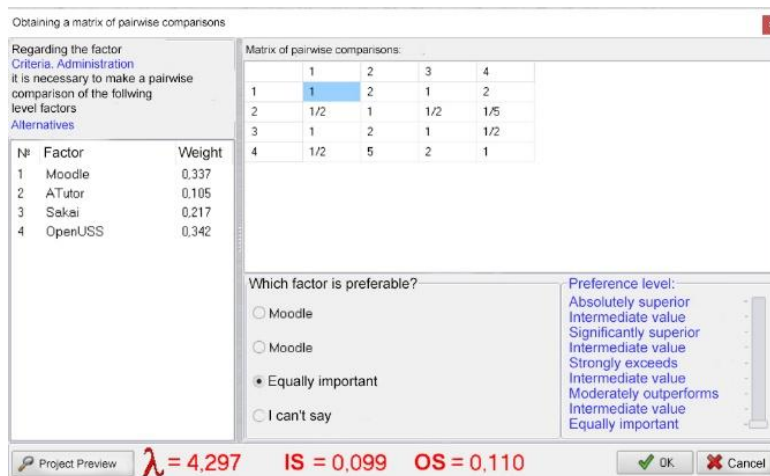 Obtaining a matrix of pairwise comparisons
Regarding the factor
Criteria. Administration
it is necessary to make a pairwise
comparison of the follwing
level factors
Alternatives
№ Factor Weight
1 Moodle 0,337
2 ATutor 0,105
3 Sakai 0,217
4 OpenUSS 0,342
Matrix of pairwise comparisons:
1 2 3 4
1 1 2 1 2
2 1/2 1 1/2 1/5
3 1 2 1 1/2
4 1/2 5 2 1
Which factor is preferable?
Moodle
Moodle
Equally important
I can't say
Preference level:
Absolutely superior
Intermediate value
Significantly superior
Intermediate value
Strongly exceeds
Intermediate value
Moderately outperforms
Intermediate value
Equally important
Project Preview
λ = 4,297 IS = 0,099 OS = 0,110
OK
Cancel